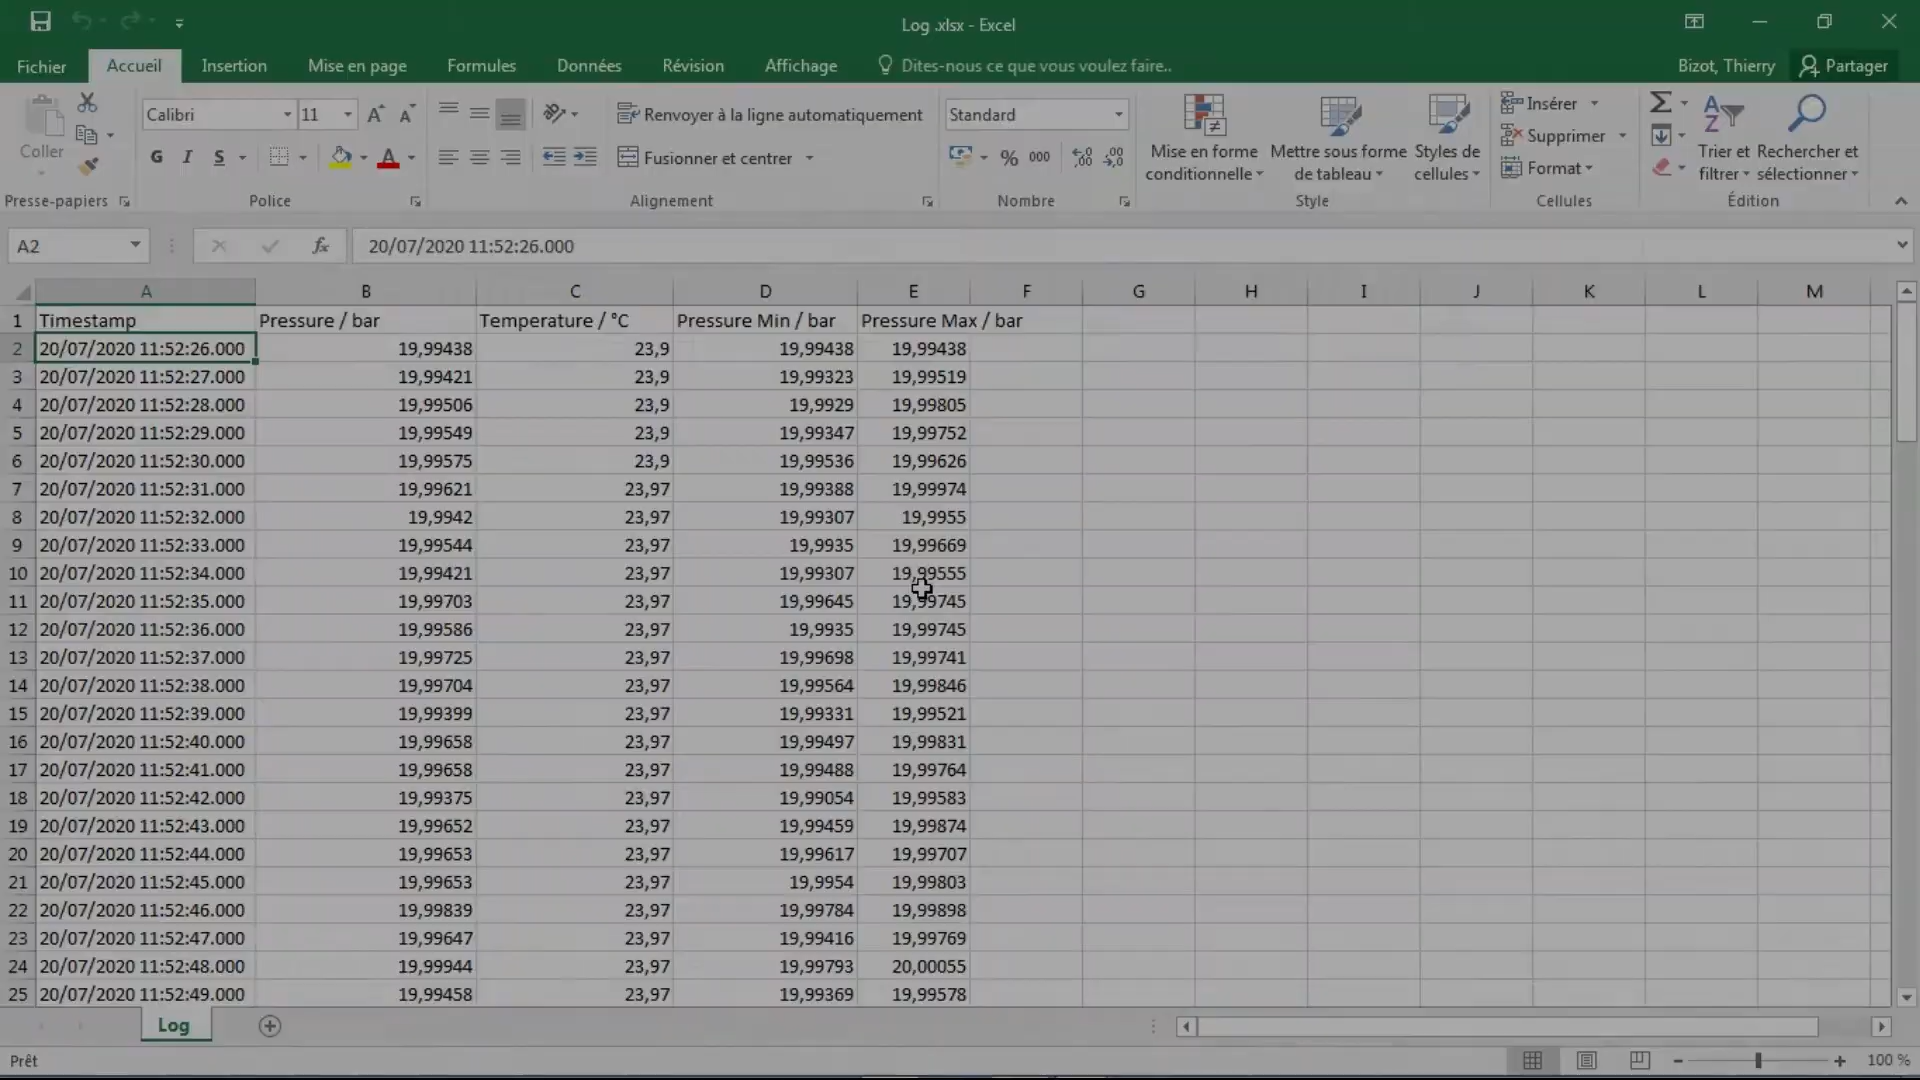 Log .xlsx - Excel
Fichier Accueil Insertion Mise en page Formules Données Révision Affichage Dites-nous ce que vous voulez faire.. Bizot, Thierry Partager
Coller
Presse-papiers
Calibri 11
G I S A
Police
Renvoyer à la ligne automatiquement
Fusionner et centrer
Alignement
Standard
% 000
Nombre
Mise en forme conditionnelle
Mettre sous forme de tableau
Styles de cellules
Style
Insérer
Supprimer
Format
Cellules
Trier et filtrer
Rechercher et sélectionner
Édition
A2 fx 20/07/2020 11:52:26.000
A B C D E F G H I J K L M
1 Timestamp Pressure / bar Temperature / °C Pressure Min / bar Pressure Max / bar
2 20/07/2020 11:52:26.000 19,99438 23,9 19,99438 19,99438
3 20/07/2020 11:52:27.000 19,99421 23,9 19,99323 19,99519
4 20/07/2020 11:52:28.000 19,99506 23,9 19,9929 19,99805
5 20/07/2020 11:52:29.000 19,99549 23,9 19,99347 19,99752
6 20/07/2020 11:52:30.000 19,99575 23,9 19,99536 19,99626
7 20/07/2020 11:52:31.000 19,99621 23,97 19,99388 19,99974
8 20/07/2020 11:52:32.000 19,9942 23,97 19,99307 19,9955
9 20/07/2020 11:52:33.000 19,99544 23,97 19,9935 19,99669
10 20/07/2020 11:52:34.000 19,99421 23,97 19,99307 19,99555
11 20/07/2020 11:52:35.000 19,99703 23,97 19,99645 19,99745
12 20/07/2020 11:52:36.000 19,99586 23,97 19,9935 19,99745
13 20/07/2020 11:52:37.000 19,99725 23,97 19,99698 19,99741
14 20/07/2020 11:52:38.000 19,99704 23,97 19,99564 19,99846
15 20/07/2020 11:52:39.000 19,99399 23,97 19,99331 19,99521
16 20/07/2020 11:52:40.000 19,99658 23,97 19,99497 19,99831
17 20/07/2020 11:52:41.000 19,99658 23,97 19,99488 19,99764
18 20/07/2020 11:52:42.000 19,99375 23,97 19,99054 19,99583
19 20/07/2020 11:52:43.000 19,99652 23,97 19,99459 19,99874
20 20/07/2020 11:52:44.000 19,99653 23,97 19,99617 19,99707
21 20/07/2020 11:52:45.000 19,99653 23,97 19,9954 19,99803
22 20/07/2020 11:52:46.000 19,99839 23,97 19,99784 19,99898
23 20/07/2020 11:52:47.000 19,99647 23,97 19,99416 19,99769
24 20/07/2020 11:52:48.000 19,99944 23,97 19,99793 20,00055
25 20/07/2020 11:52:49.000 19,99458 23,97 19,99369 19,99578
Log
Prêt 100 %